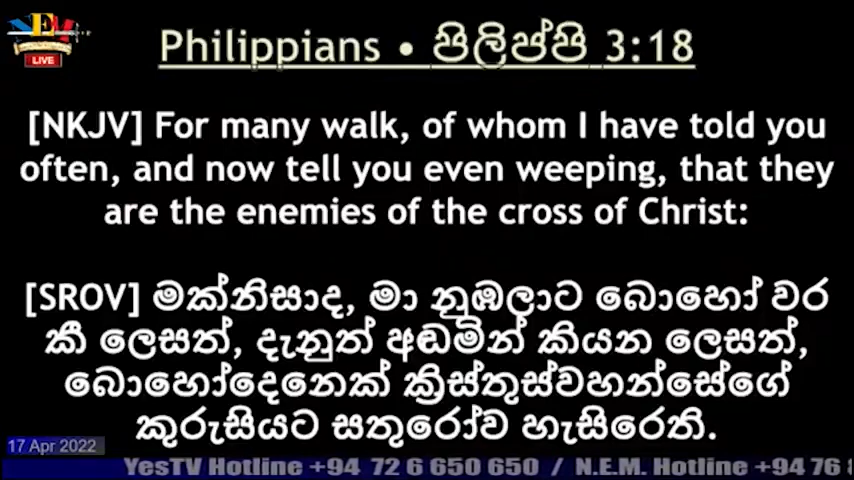 NEM
LIVE
Philippians • පිලිප්පි 3:18
[NKJV] For many walk, of whom I have told you
often, and now tell you even weeping, that they
are the enemies of the cross of Christ:
[SROV] මක්නිසාද, මා නුඹලාට බොහෝ වර
කී ලෙසත්, දැනුත් අඬමින් කියන ලෙසත්,
බොහෝදෙනෙක් ක්‍රිස්තුස්වහන්සේගේ
කුරුසියට සතුරෝව හැසිරෙති.
17 Apr 2022
YesTV Hotline +94 72 6 650 650 / N.E.M. Hotline +94 76